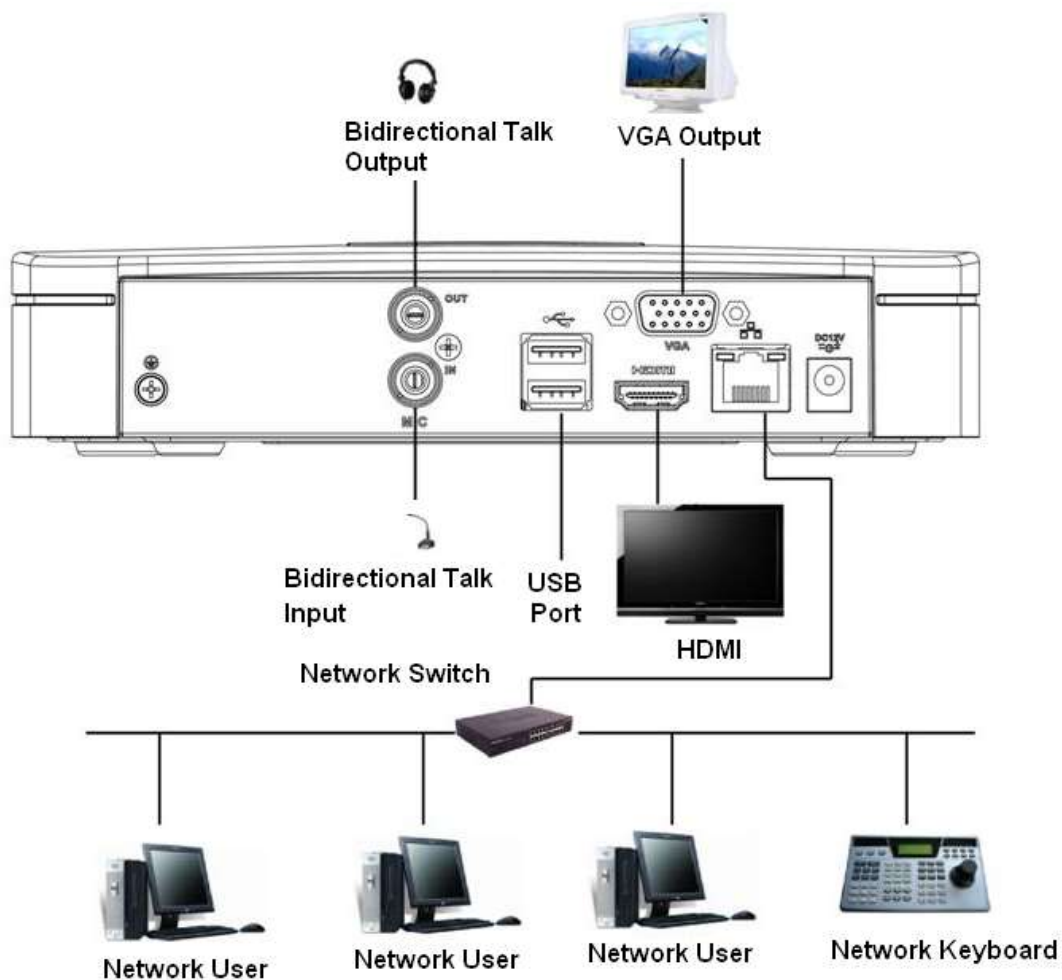 Bidirectional Talk
Output
VGA Output
OUT
VGA
DC12V
HDMI
IN
MIC
Bidirectional Talk
Input
USB
Port
HDMI
Network Switch
Network User
Network User
Network User
Network Keyboard